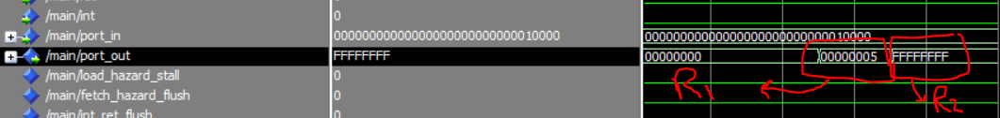 /main/int 0
/main/port_in 00000000000000000000000000010000 00000000000000000000000000010000
/main/port_out FFFFFFFF 00000000 00000005 FFFFFFFF
/main/load_hazard_stall 0
/main/fetch_hazard_flush 0
R1 R2
/main/int_ret_flush 0